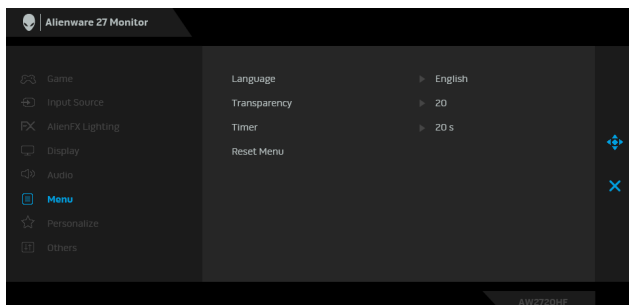 Alienware 27 Monitor
Game
Input Source
FX AlienFX Lighting
Display
Audio
Menu
Personalize
Others
Language English
Transparency 20
Timer 20 s
Reset Menu
AW2720HF